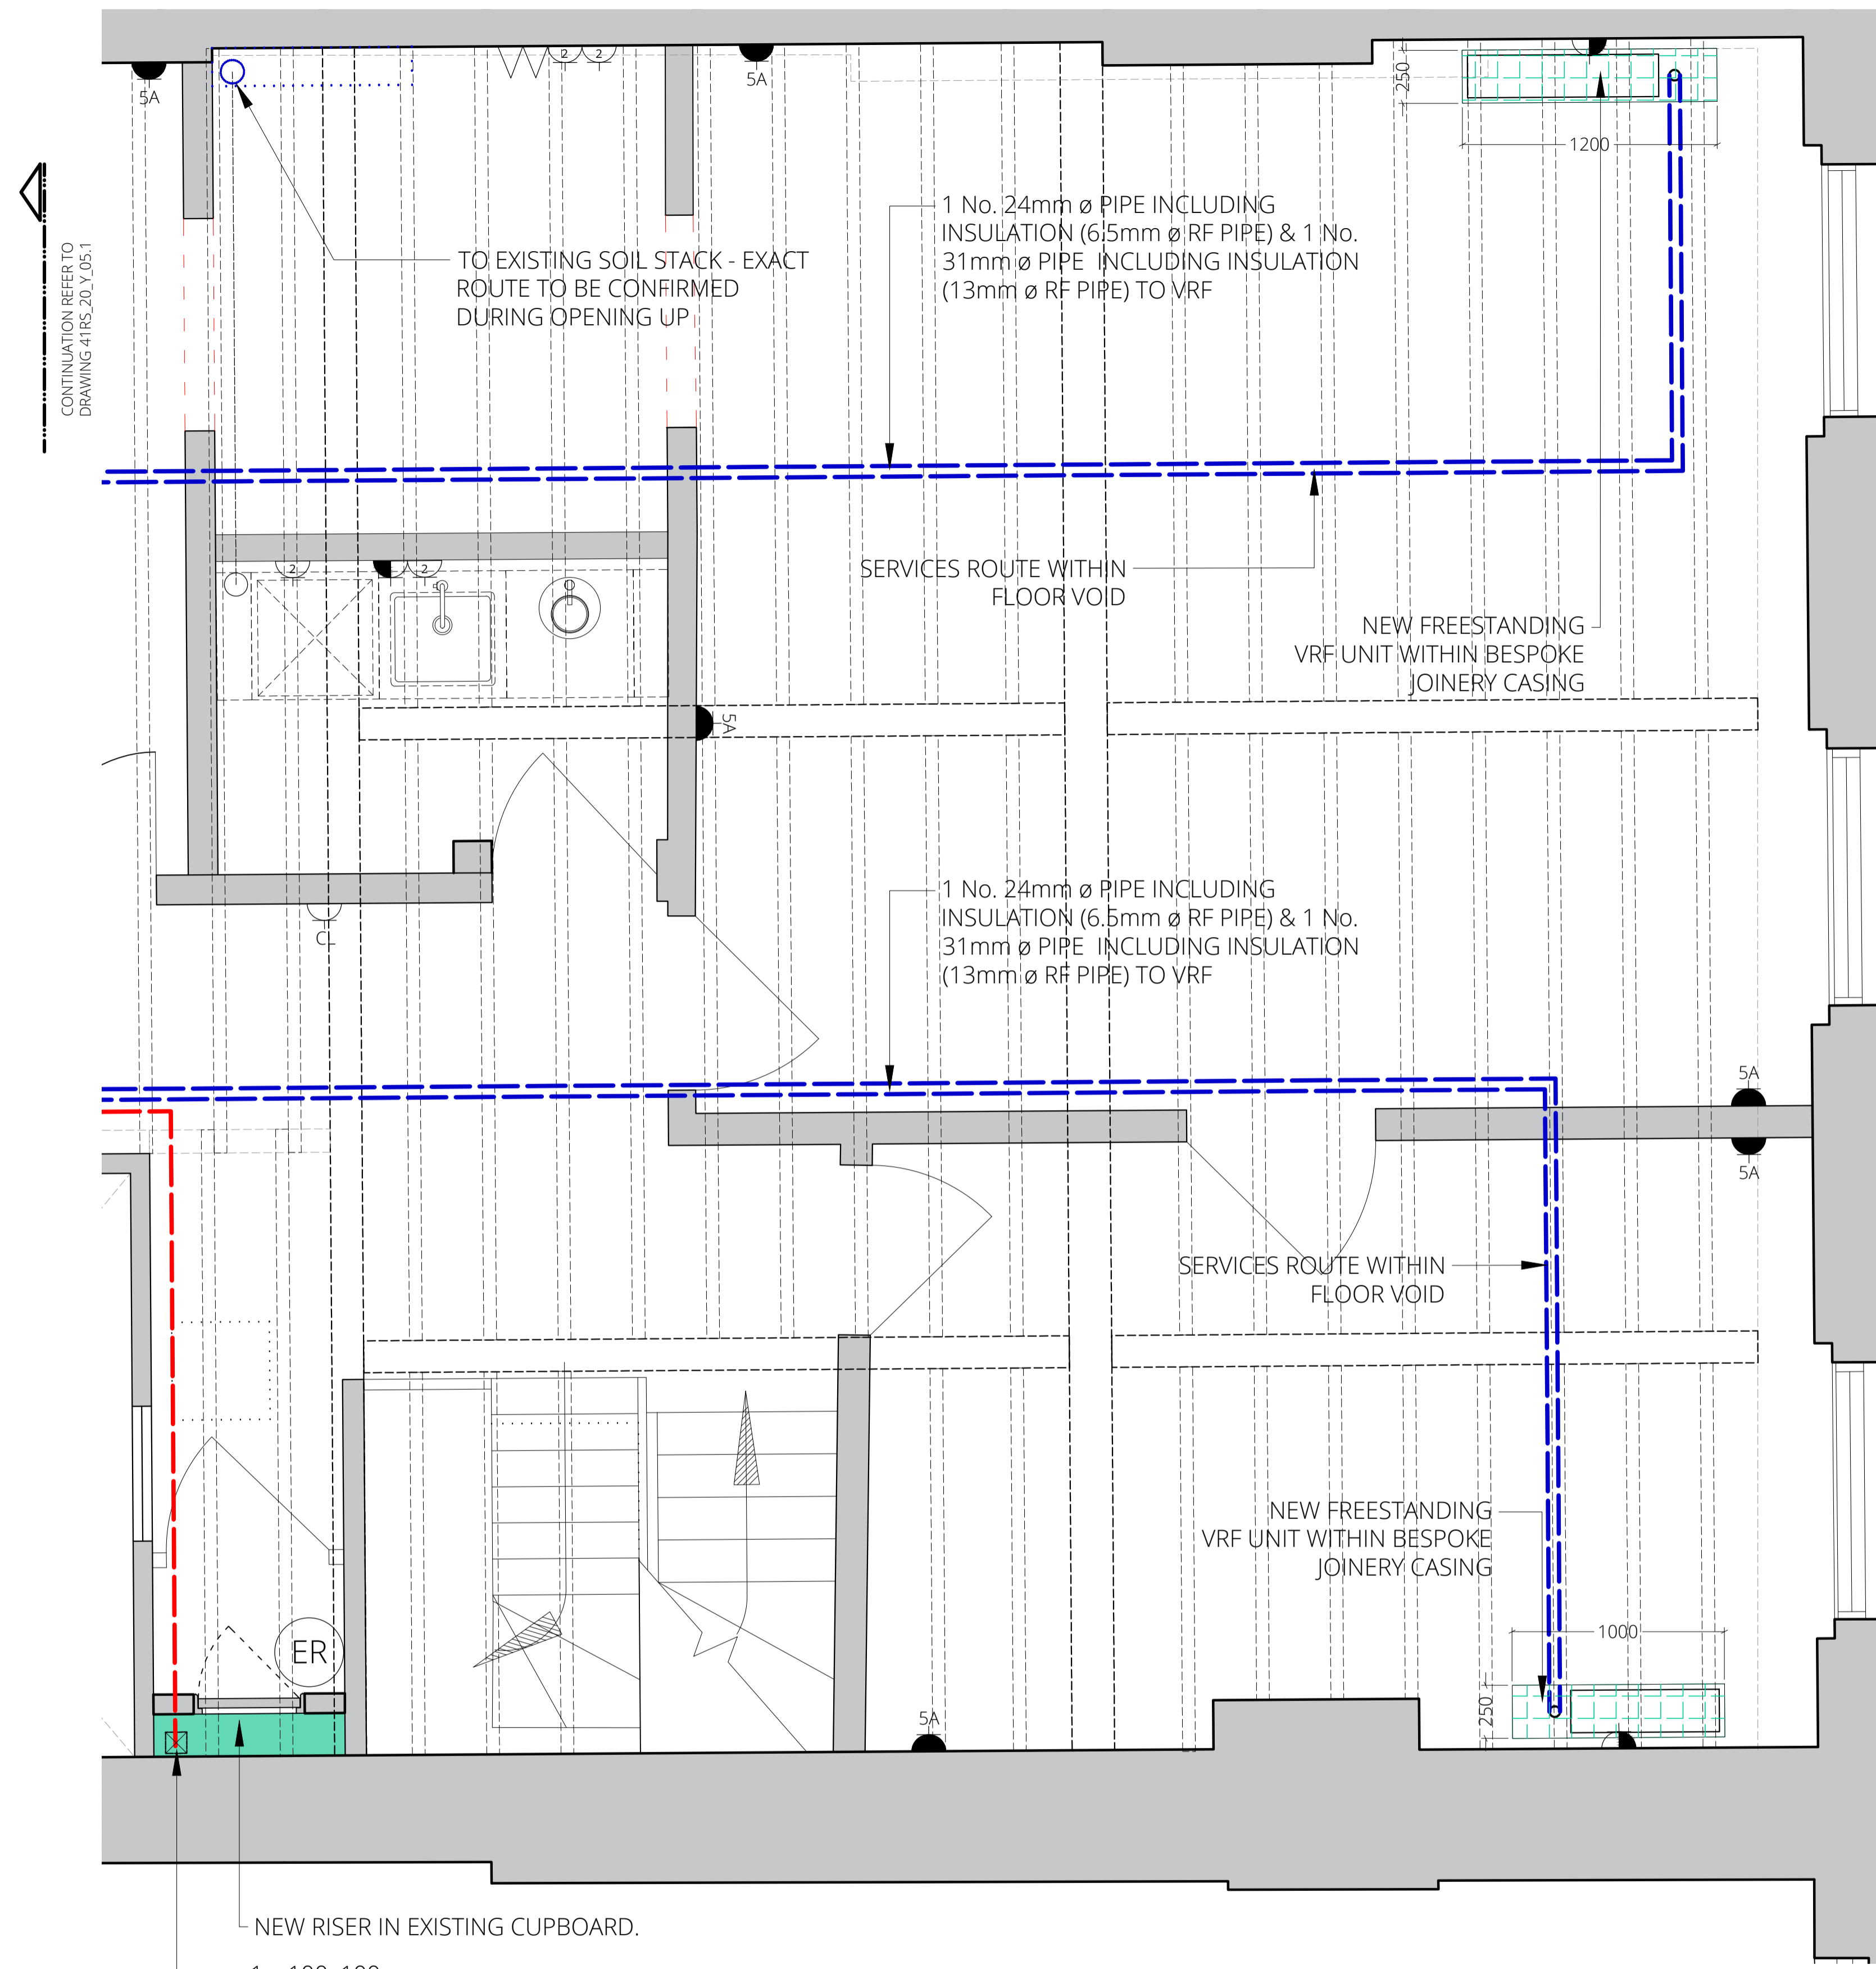 2
2
5A
5A
250
1200
CONTINUATION REFER TO
DRAWING 41RS_20_Y_05.1
1 No. 24mm ø PIPE INCLUDING
INSULATION (6.5mm ø RF PIPE) & 1 No.
31mm ø PIPE INCLUDING INSULATION
(13mm ø RF PIPE) TO VRF
TO EXISTING SOIL STACK - EXACT
ROUTE TO BE CONFIRMED
DURING OPENING UP
SERVICES ROUTE WITHIN
FLOOR VOID
2
2
NEW FREESTANDING
VRF UNIT WITHIN BESPOKE
JOINERY CASING
5A
1 No. 24mm ø PIPE INCLUDING
INSULATION (6.5mm ø RF PIPE) & 1 No.
31mm ø PIPE INCLUDING INSULATION
(13mm ø RF PIPE) TO VRF
CL
5A
5A
SERVICES ROUTE WITHIN
FLOOR VOID
NEW FREESTANDING
VRF UNIT WITHIN BESPOKE
JOINERY CASING
1000
ER
250
5A
NEW RISER IN EXISTING CUPBOARD.